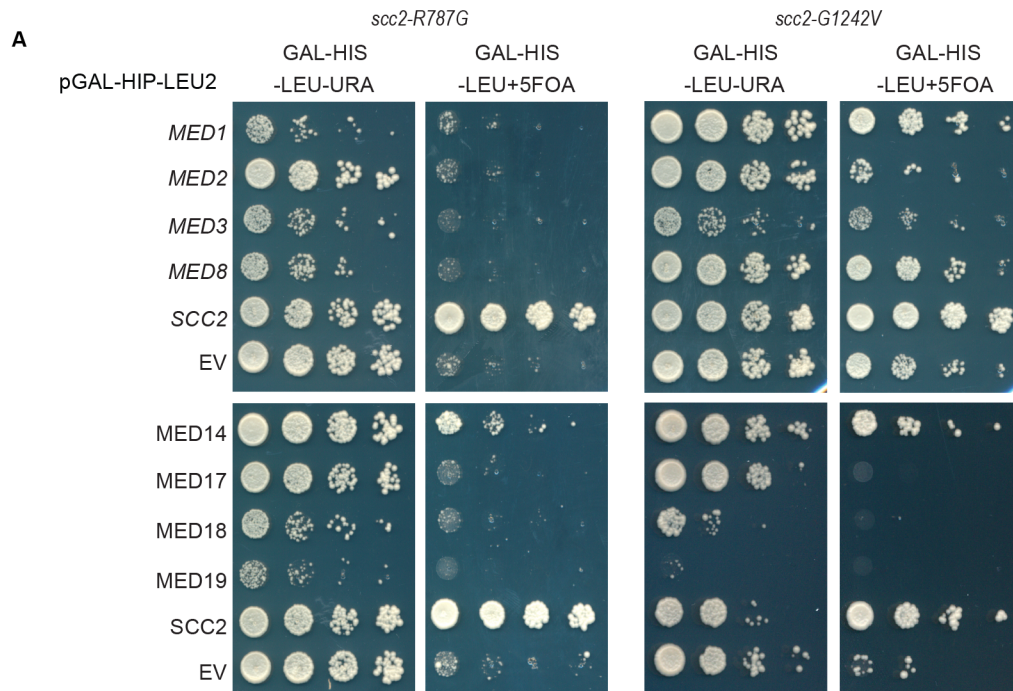 A
scc2-R787G
scc2-G1242V
GAL-HIS
GAL-HIS
GAL-HIS
GAL-HIS
pGAL-HIP-LEU2
-LEU-URA
-LEU+5FOA
-LEU-URA
-LEU+5FOA
MED1
MED2
MED3
MED8
SCC2
EV
MED14
MED17
MED18
MED19
SCC2
EV